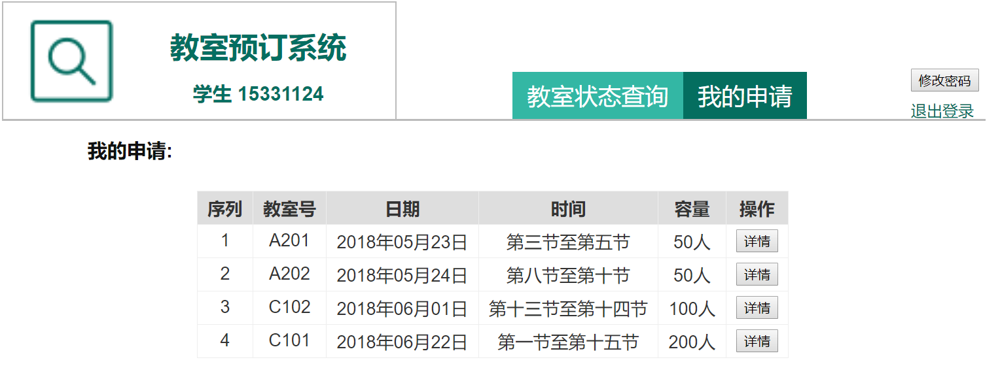 教室预订系统
学生 15331124
教室状态查询 我的申请
修改密码
退出登录
我的申请:
序列 教室号 日期 时间 容量 操作
1 A201 2018年05月23日 第三节至第五节 50人 详情
2 A202 2018年05月24日 第八节至第十节 50人 详情
3 C102 2018年06月01日 第十三节至第十四节 100人 详情
4 C101 2018年06月22日 第一节至第十五节 200人 详情